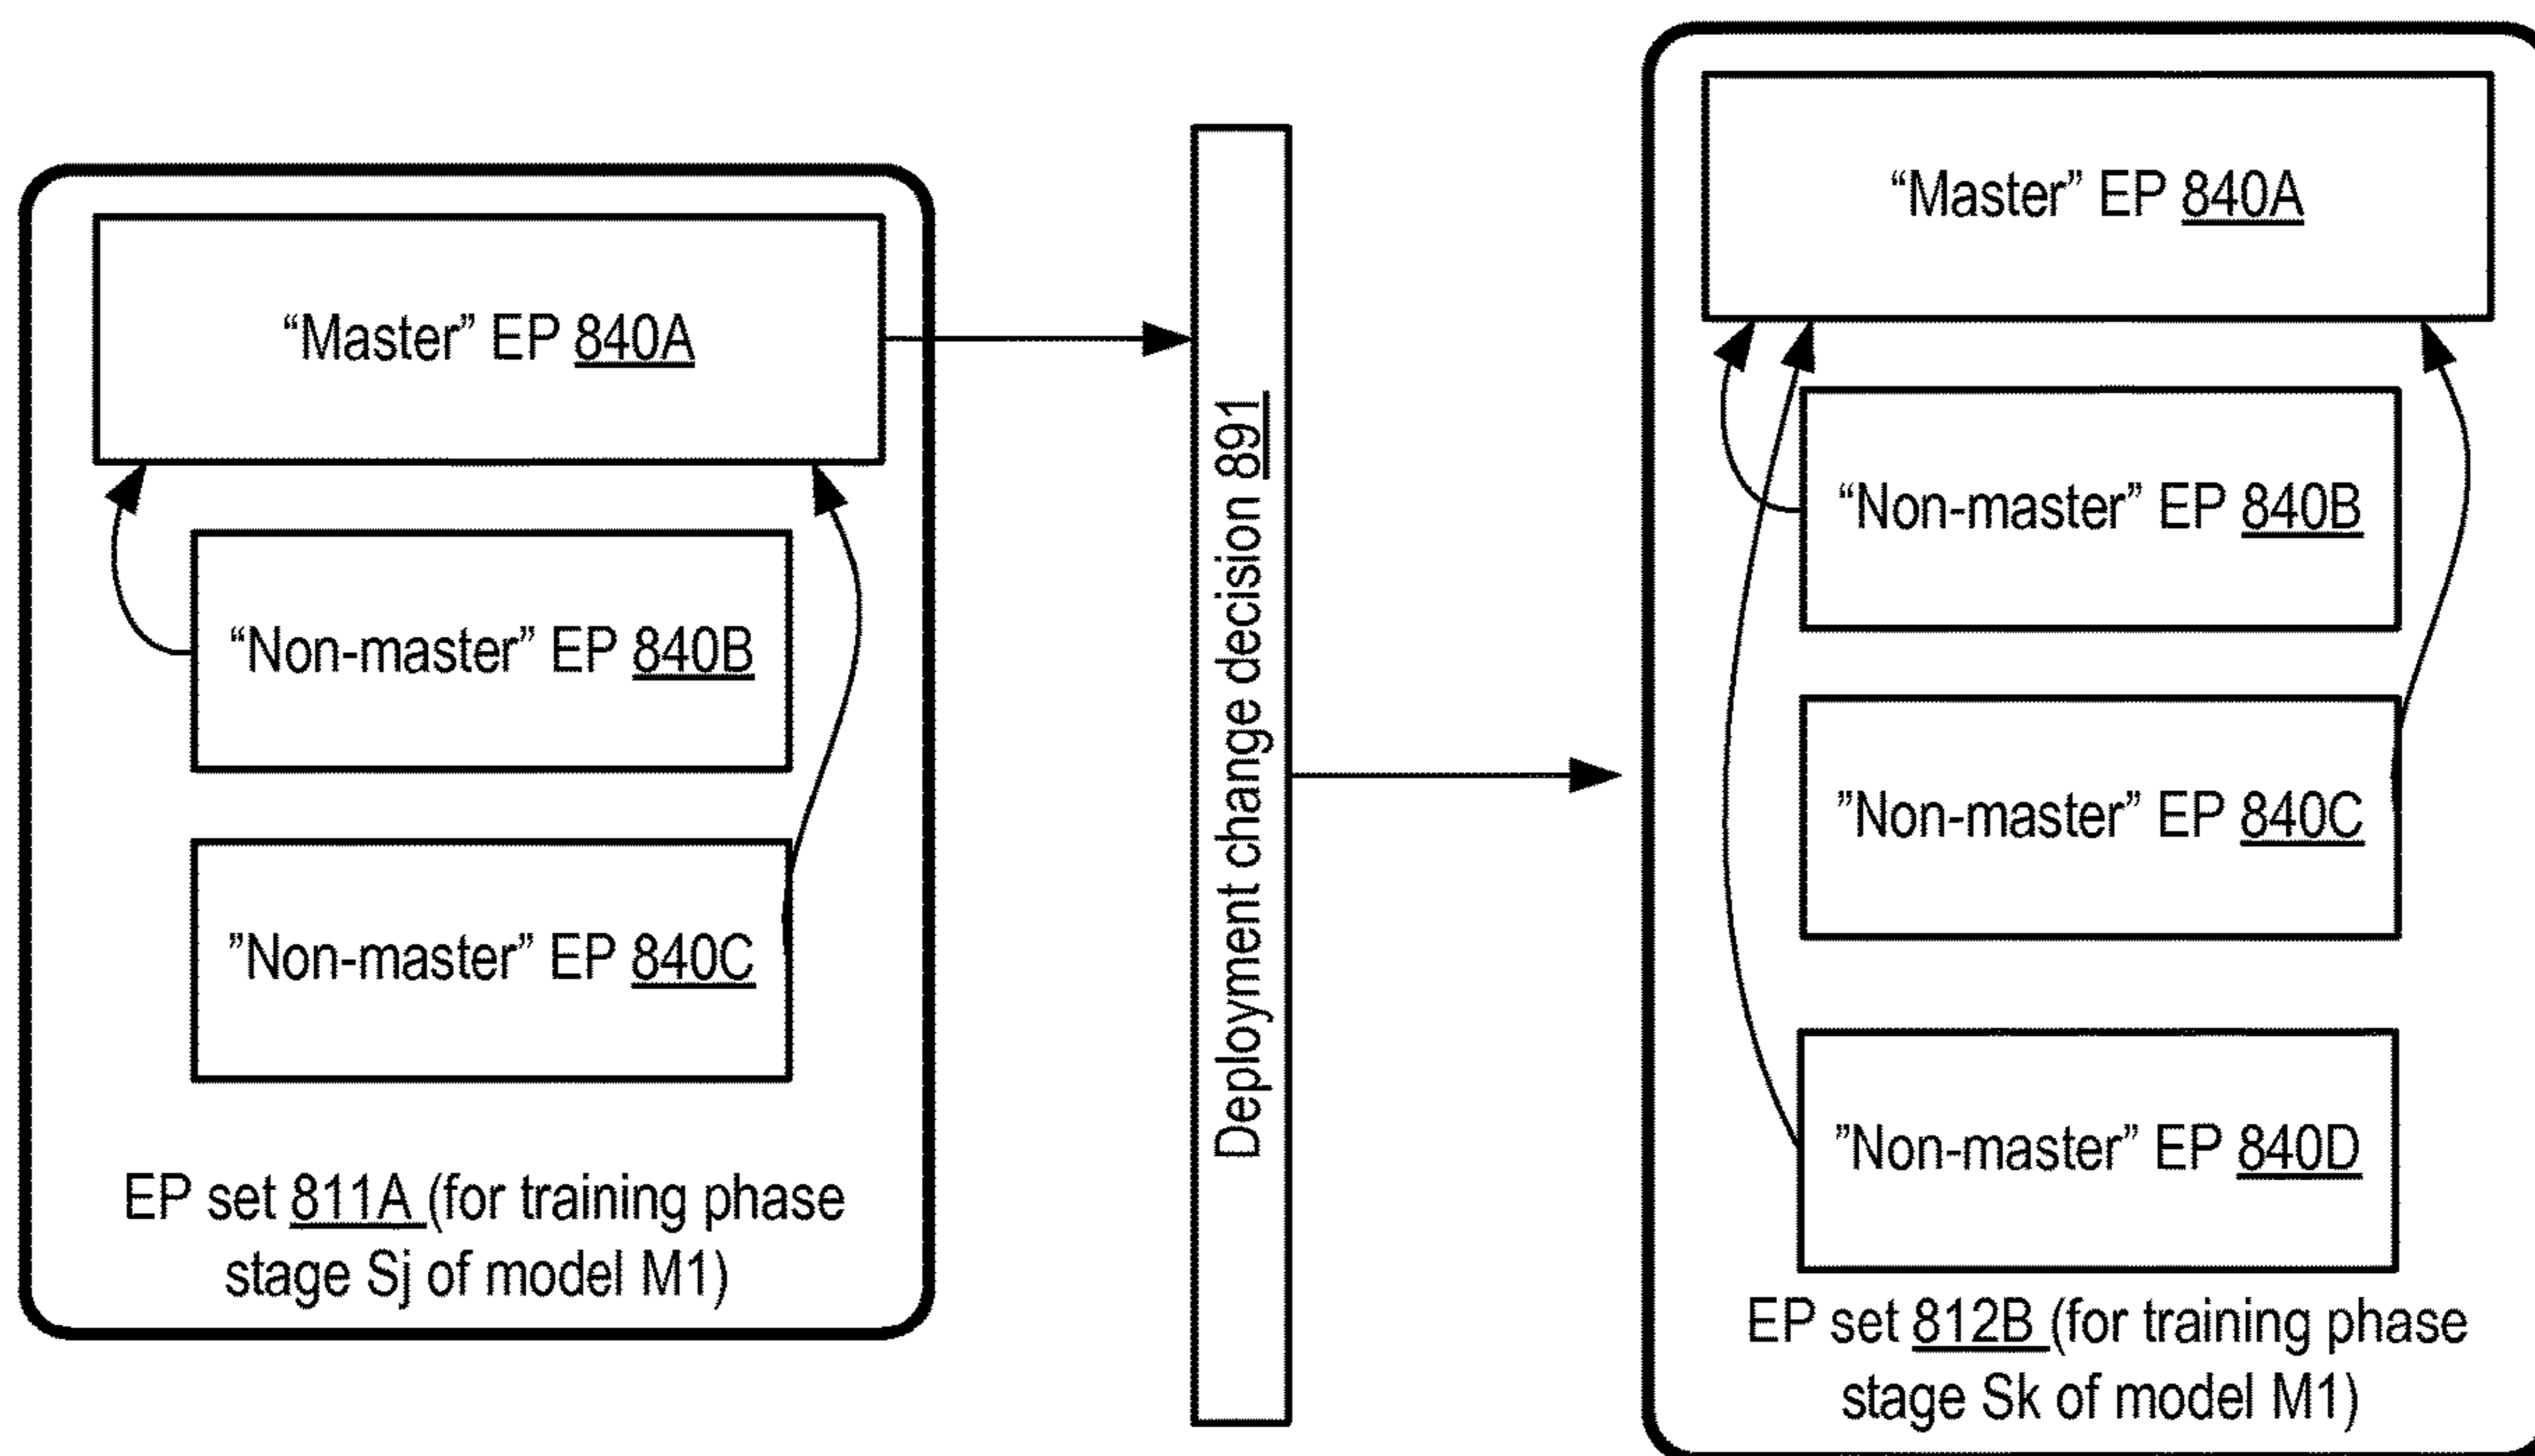 “Master” EP 840A
“Non-master” EP 840B
”Non-master” EP 840C
EP set 811A (for training phase
stage Sj of model M1)
Deployment change decision 891
“Master” EP 840A
“Non-master” EP 840B
”Non-master” EP 840C
”Non-master” EP 840D
EP set 812B (for training phase
stage Sk of model M1)